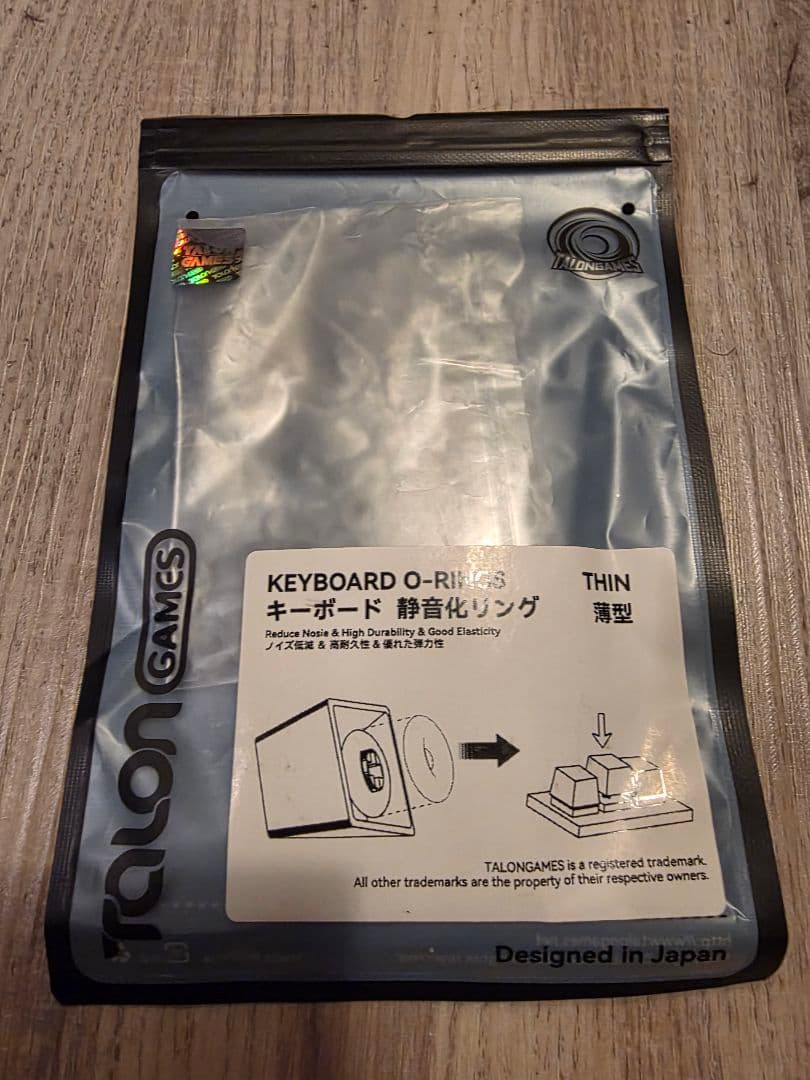 TALON
GAMES
TALONGAMES
TALON GAMES
KEYBOARD O-RINGS
THIN
キーボード 静音化リング
薄型
Reduce Nosie & High Durability & Good Elasticity
ノイズ低減 & 高耐久性 & 優れた弾力性
TALONGAMES is a registered trademark.
All other trademarks are the property of their respective owners.
Designed in Japan